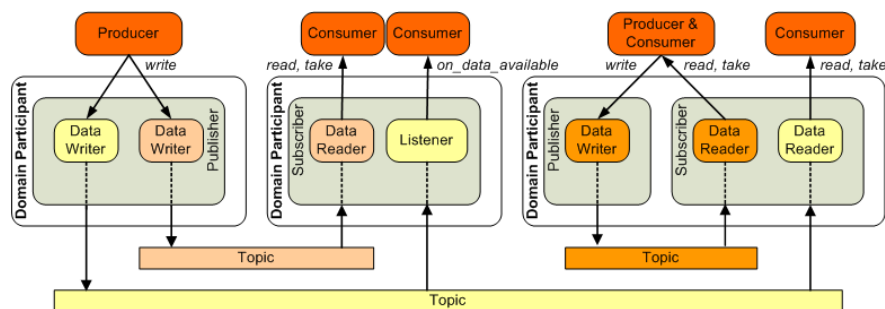 Producer
Consumer
Consumer
Producer &
Consumer
Consumer
write
read, take
on_data_available
write
read, take
read, take
Domain Participant
Data
Writer
Data
Writer
Publisher
Domain Participant
Subscriber
Data
Reader
Listener
Domain Participant
Publisher
Data
Writer
Subscriber
Data
Reader
Data
Reader
Topic
Topic
Topic